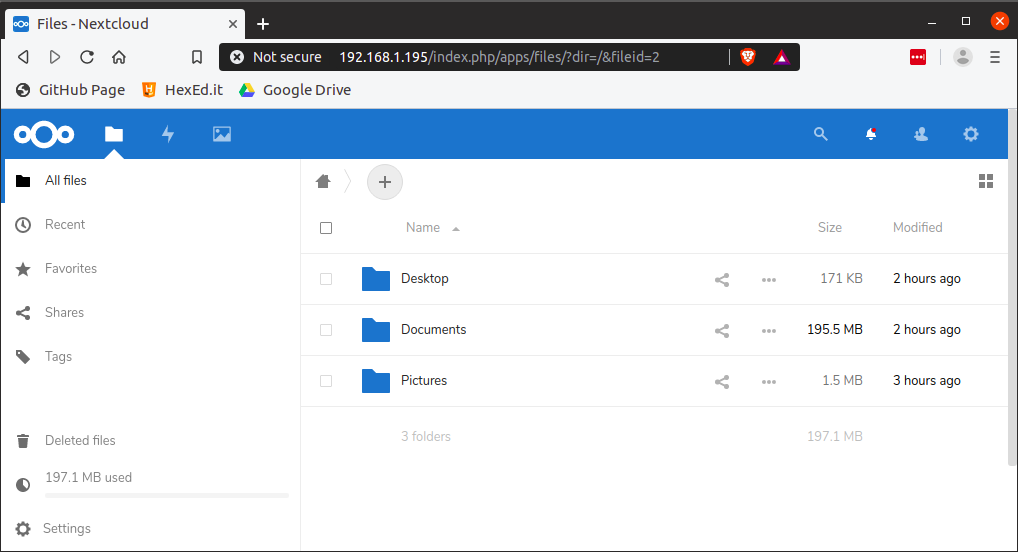 Files - Nextcloud
Not secure 192.168.1.195/index.php/apps/files/?dir=/&fileid=2
GitHub Page HexEd.it Google Drive
All files
Recent
Favorites
Shares
Tags
Deleted files
197.1 MB used
Settings
Name Size Modified
Desktop 171 KB 2 hours ago
Documents 195.5 MB 2 hours ago
Pictures 1.5 MB 3 hours ago
3 folders 197.1 MB